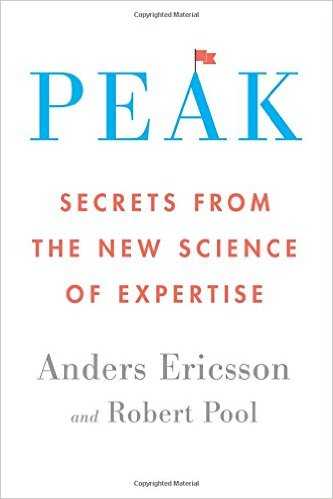 Copyrighted Material
PEAK
SECRETS FROM
THE NEW SCIENCE
OF EXPERTISE
Anders Ericsson
and Robert Pool
Copyrighted Material